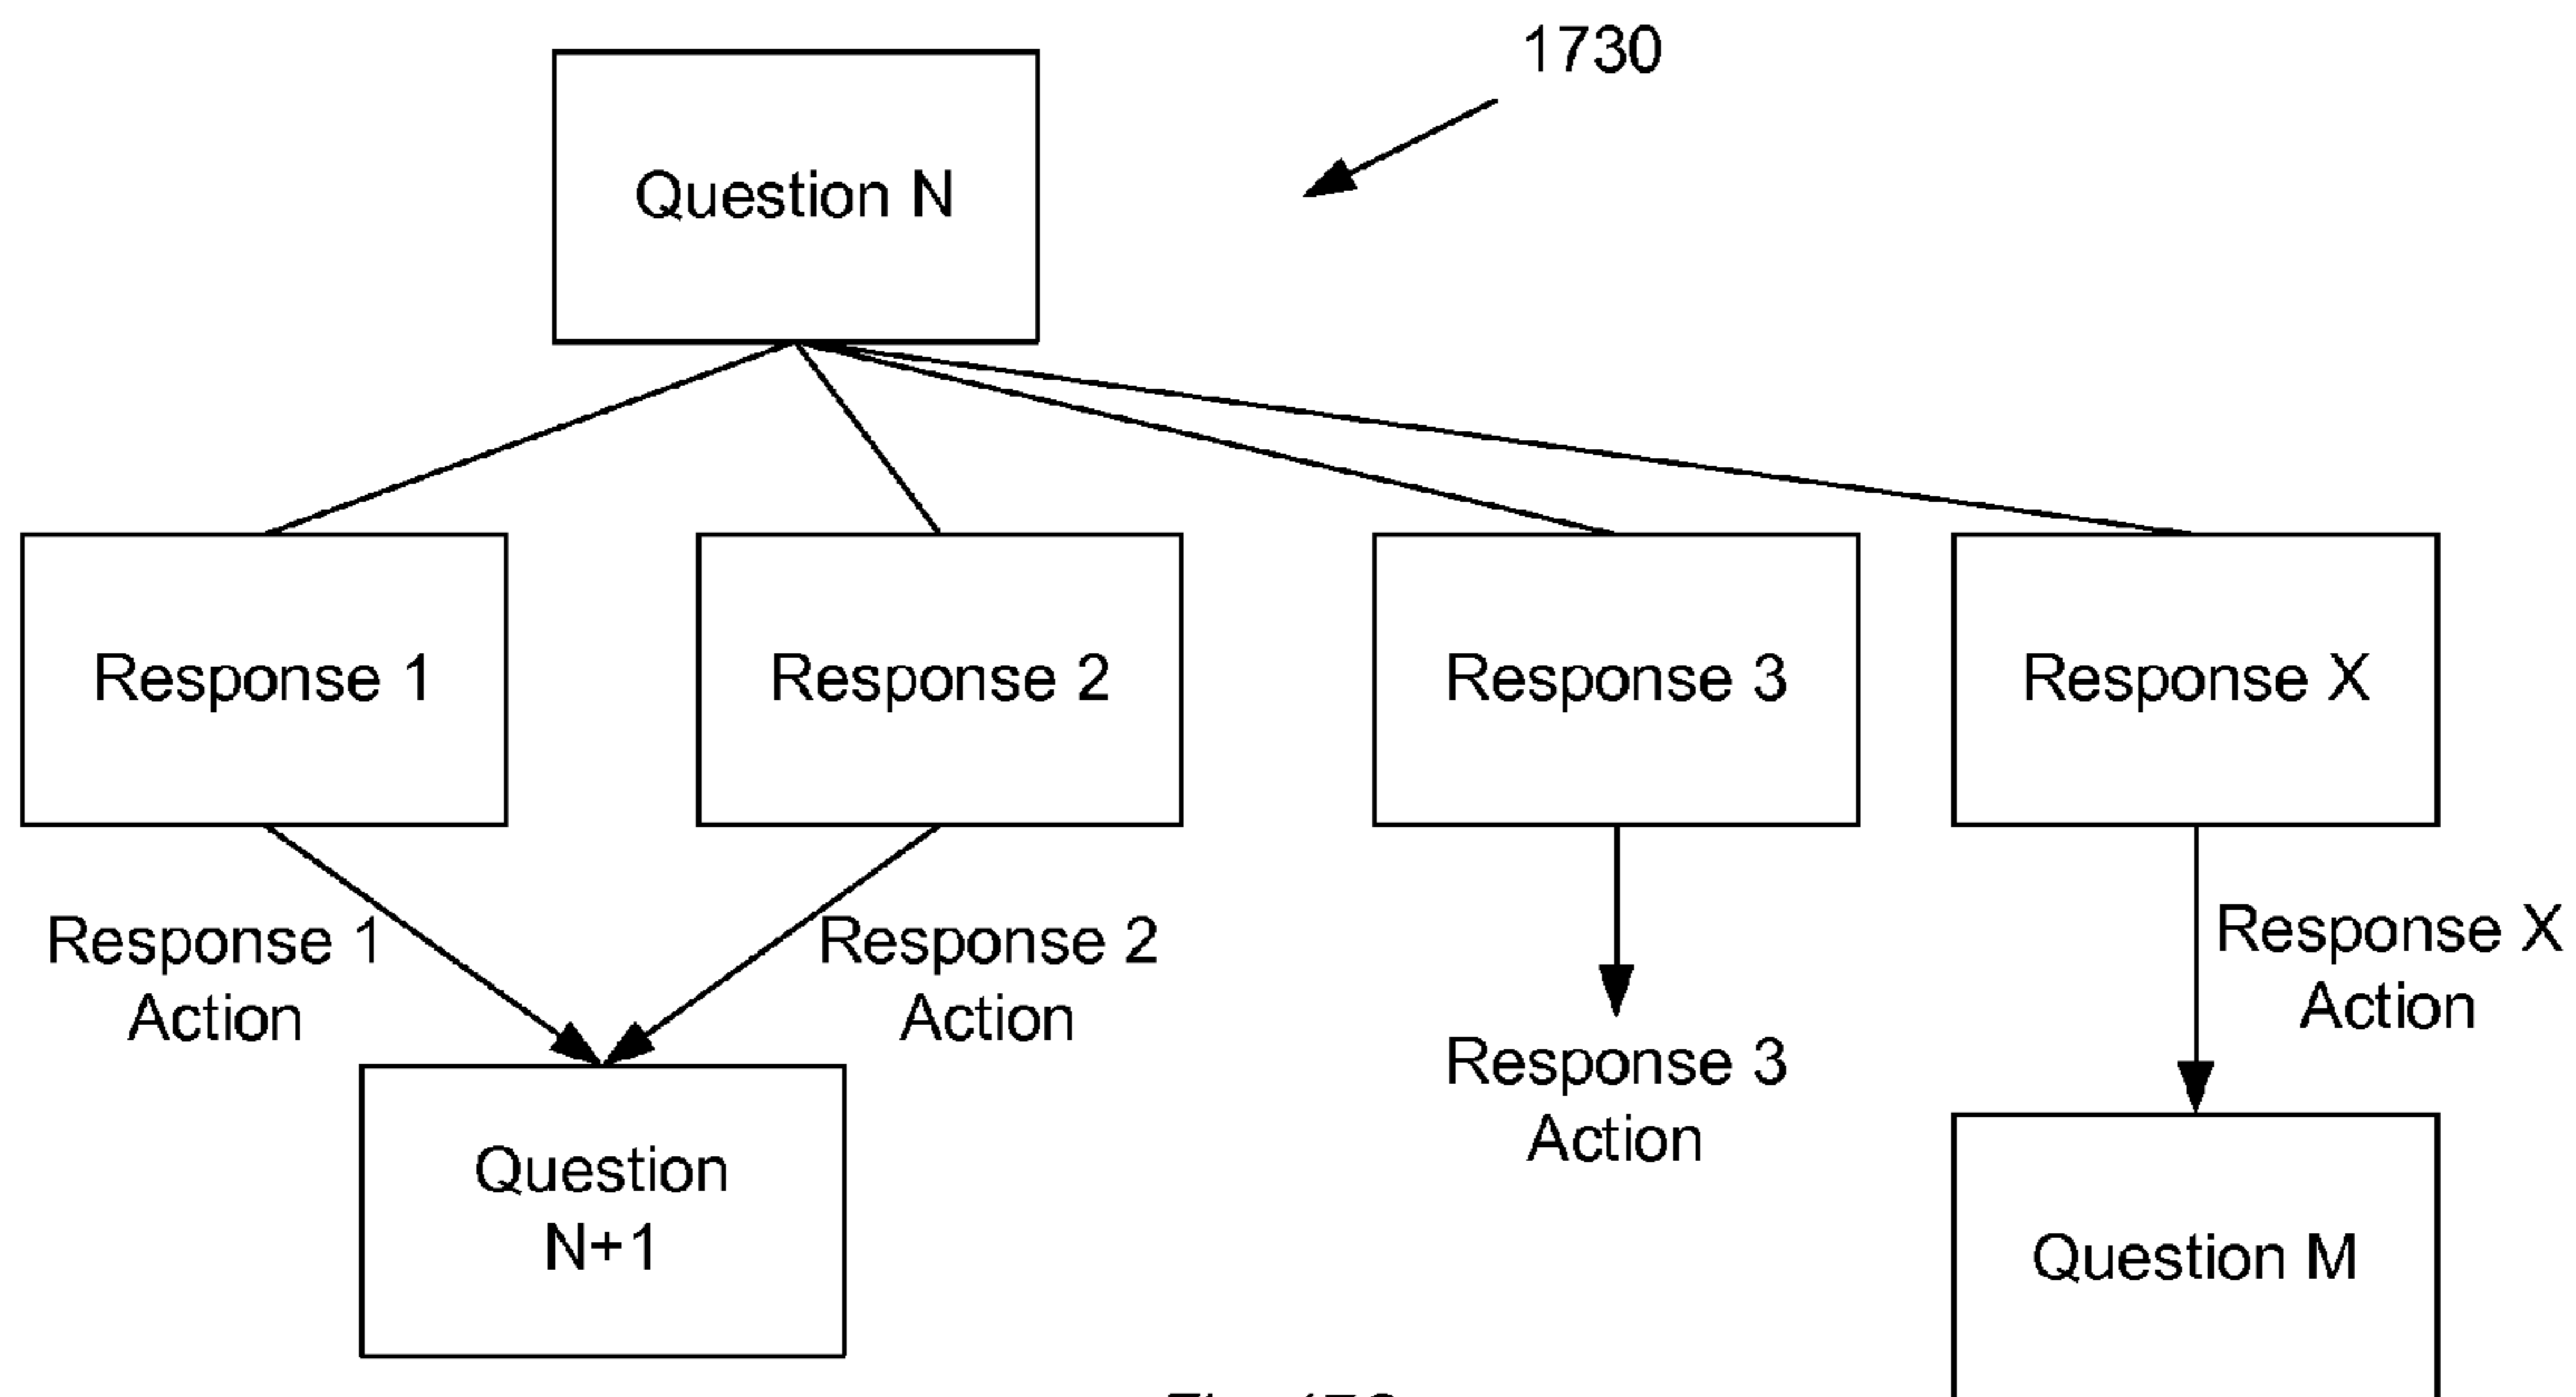 1730
Question N
Response 1
Response 2
Response 3
Response X
Response 1
Action
Response 2
Action
Response 3
Action
Response X
Action
Question
N+1
Question M